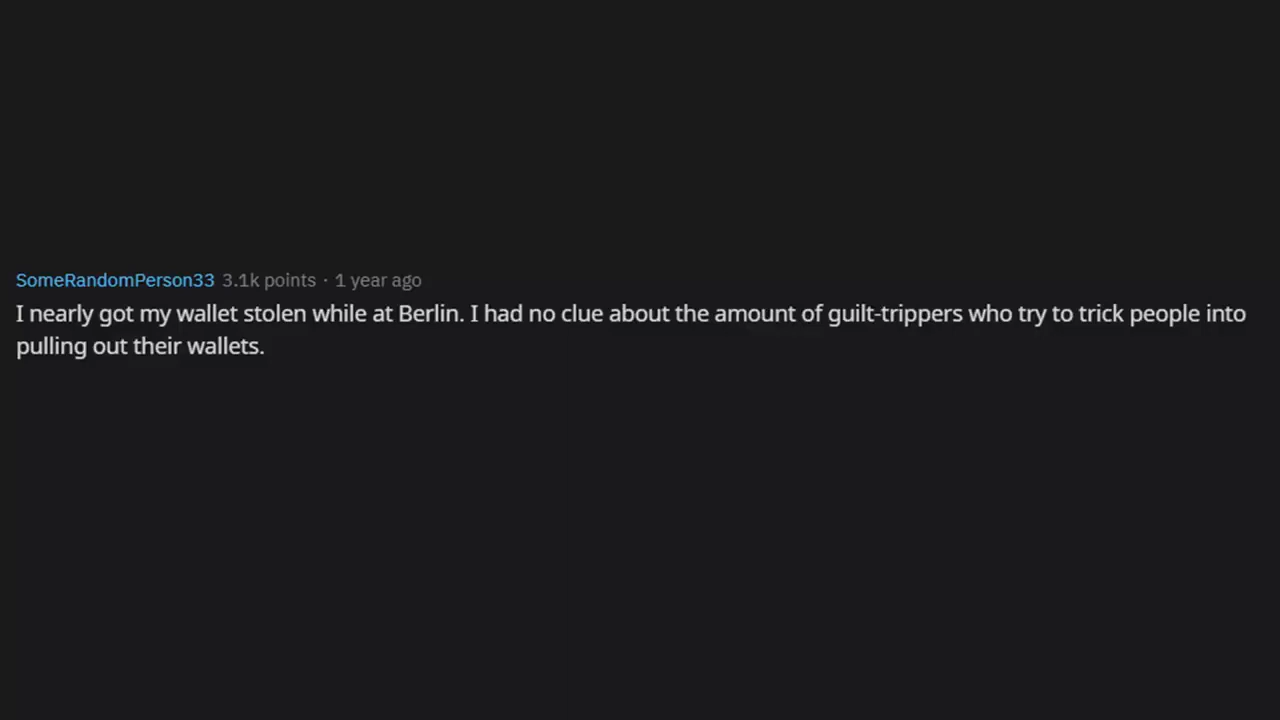 SomeRandomPerson33 3.1k points · 1 year ago
I nearly got my wallet stolen while at Berlin. I had no clue about the amount of guilt-trippers who try to trick people into
pulling out their wallets.